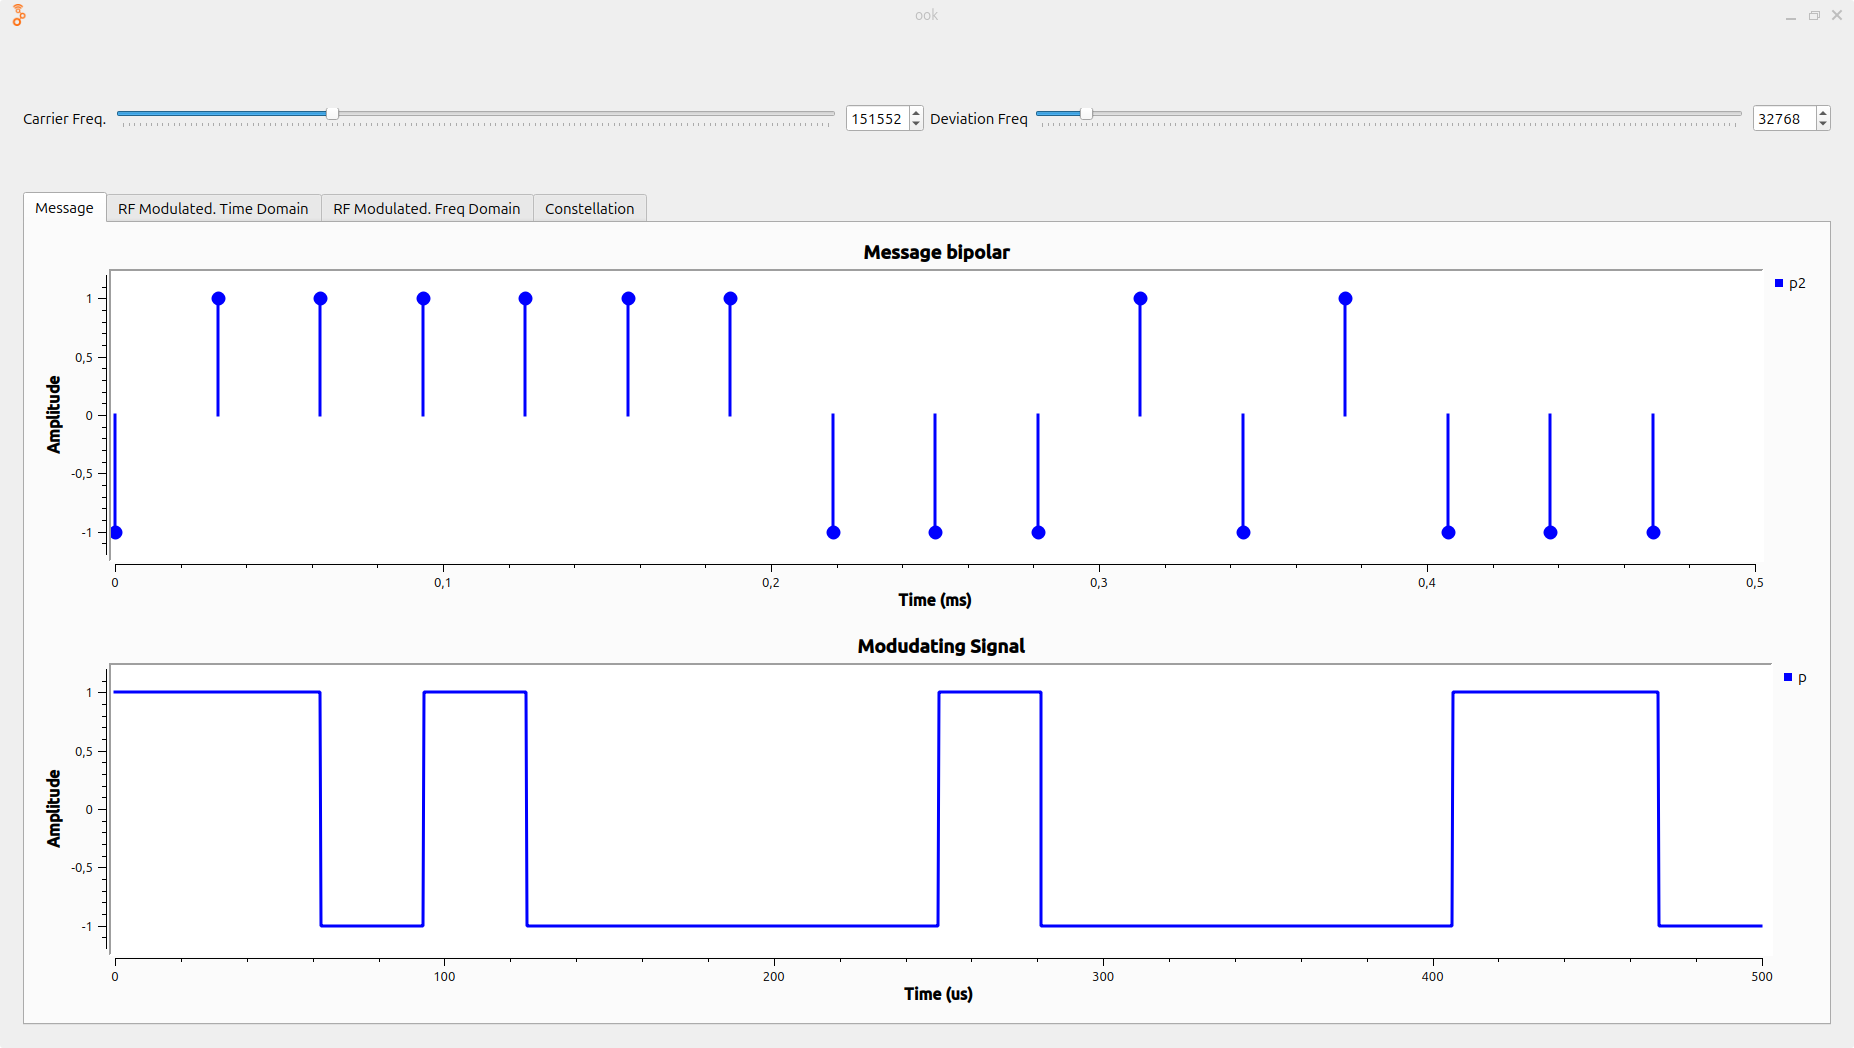 ook
Carrier Freq.
151552
Deviation Freq
32768
Message
RF Modulated. Time Domain
RF Modulated. Freq Domain
Constellation
Message bipolar
p2
Amplitude
1
0,5
0
-0,5
-1
0
0,1
0,2
0,3
0,4
0,5
Time (ms)
Modudating Signal
p
Amplitude
1
0,5
0
-0,5
-1
0
100
200
300
400
500
Time (us)